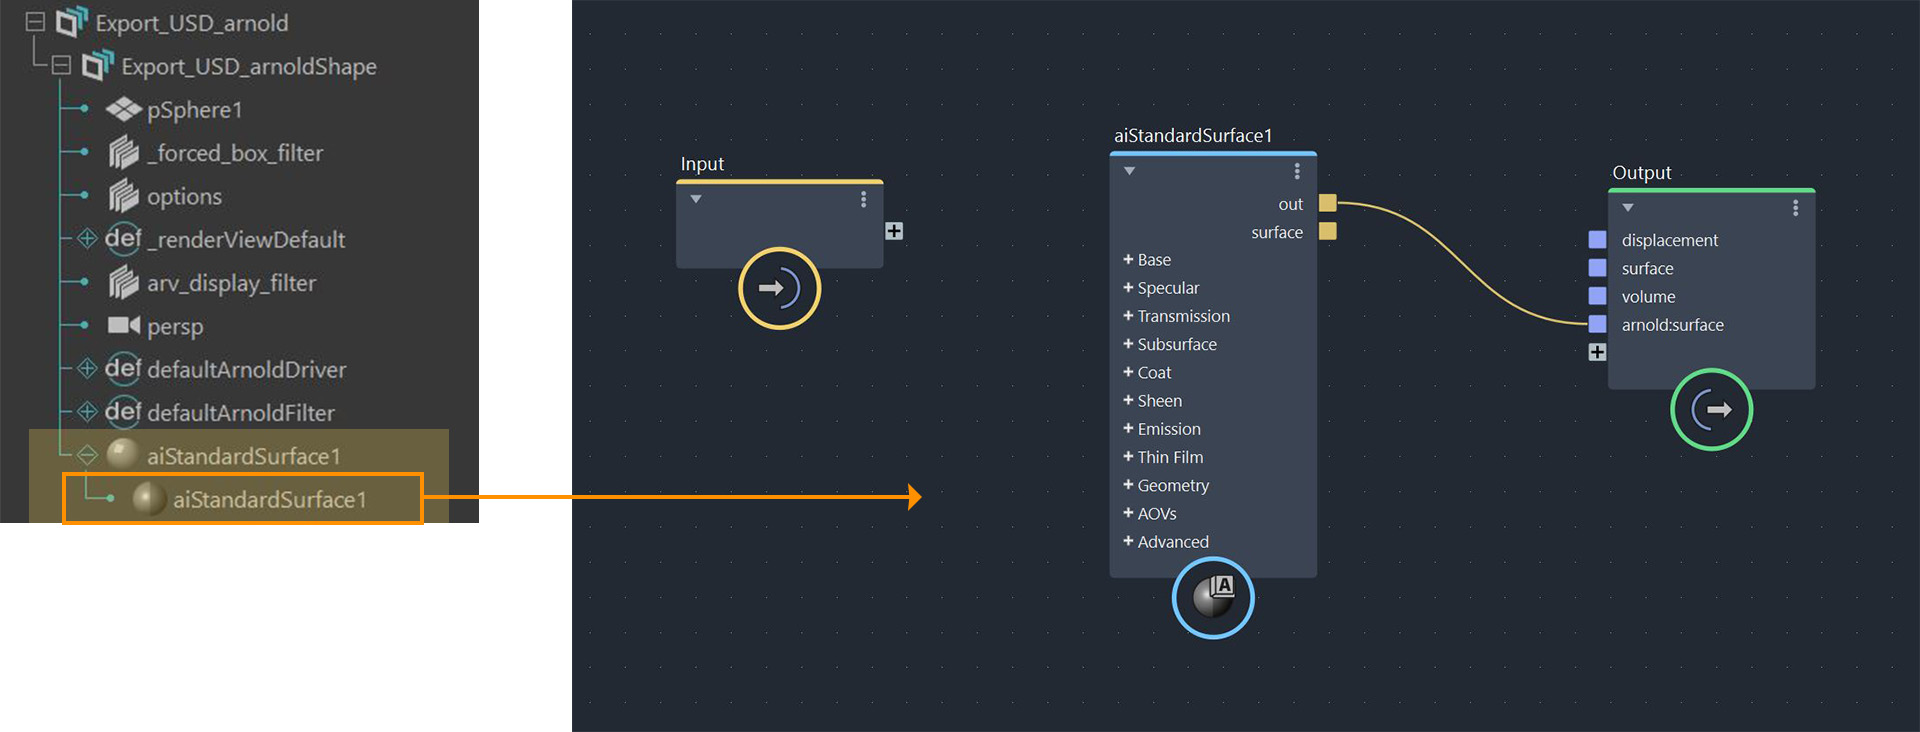 Export_USD_arnold
Export_USD_arnoldShape
pSphere1
_forced_box_filter
options
def _renderViewDefault
arv_display_filter
persp
def defaultArnoldDriver
def defaultArnoldFilter
aiStandardSurface1
aiStandardSurface1
Input
aiStandardSurface1
out
surface
+ Base
+ Specular
+ Transmission
+ Subsurface
+ Coat
+ Sheen
+ Emission
+ Thin Film
+ Geometry
+ AOVs
+ Advanced
A
Output
displacement
surface
volume
arnold:surface